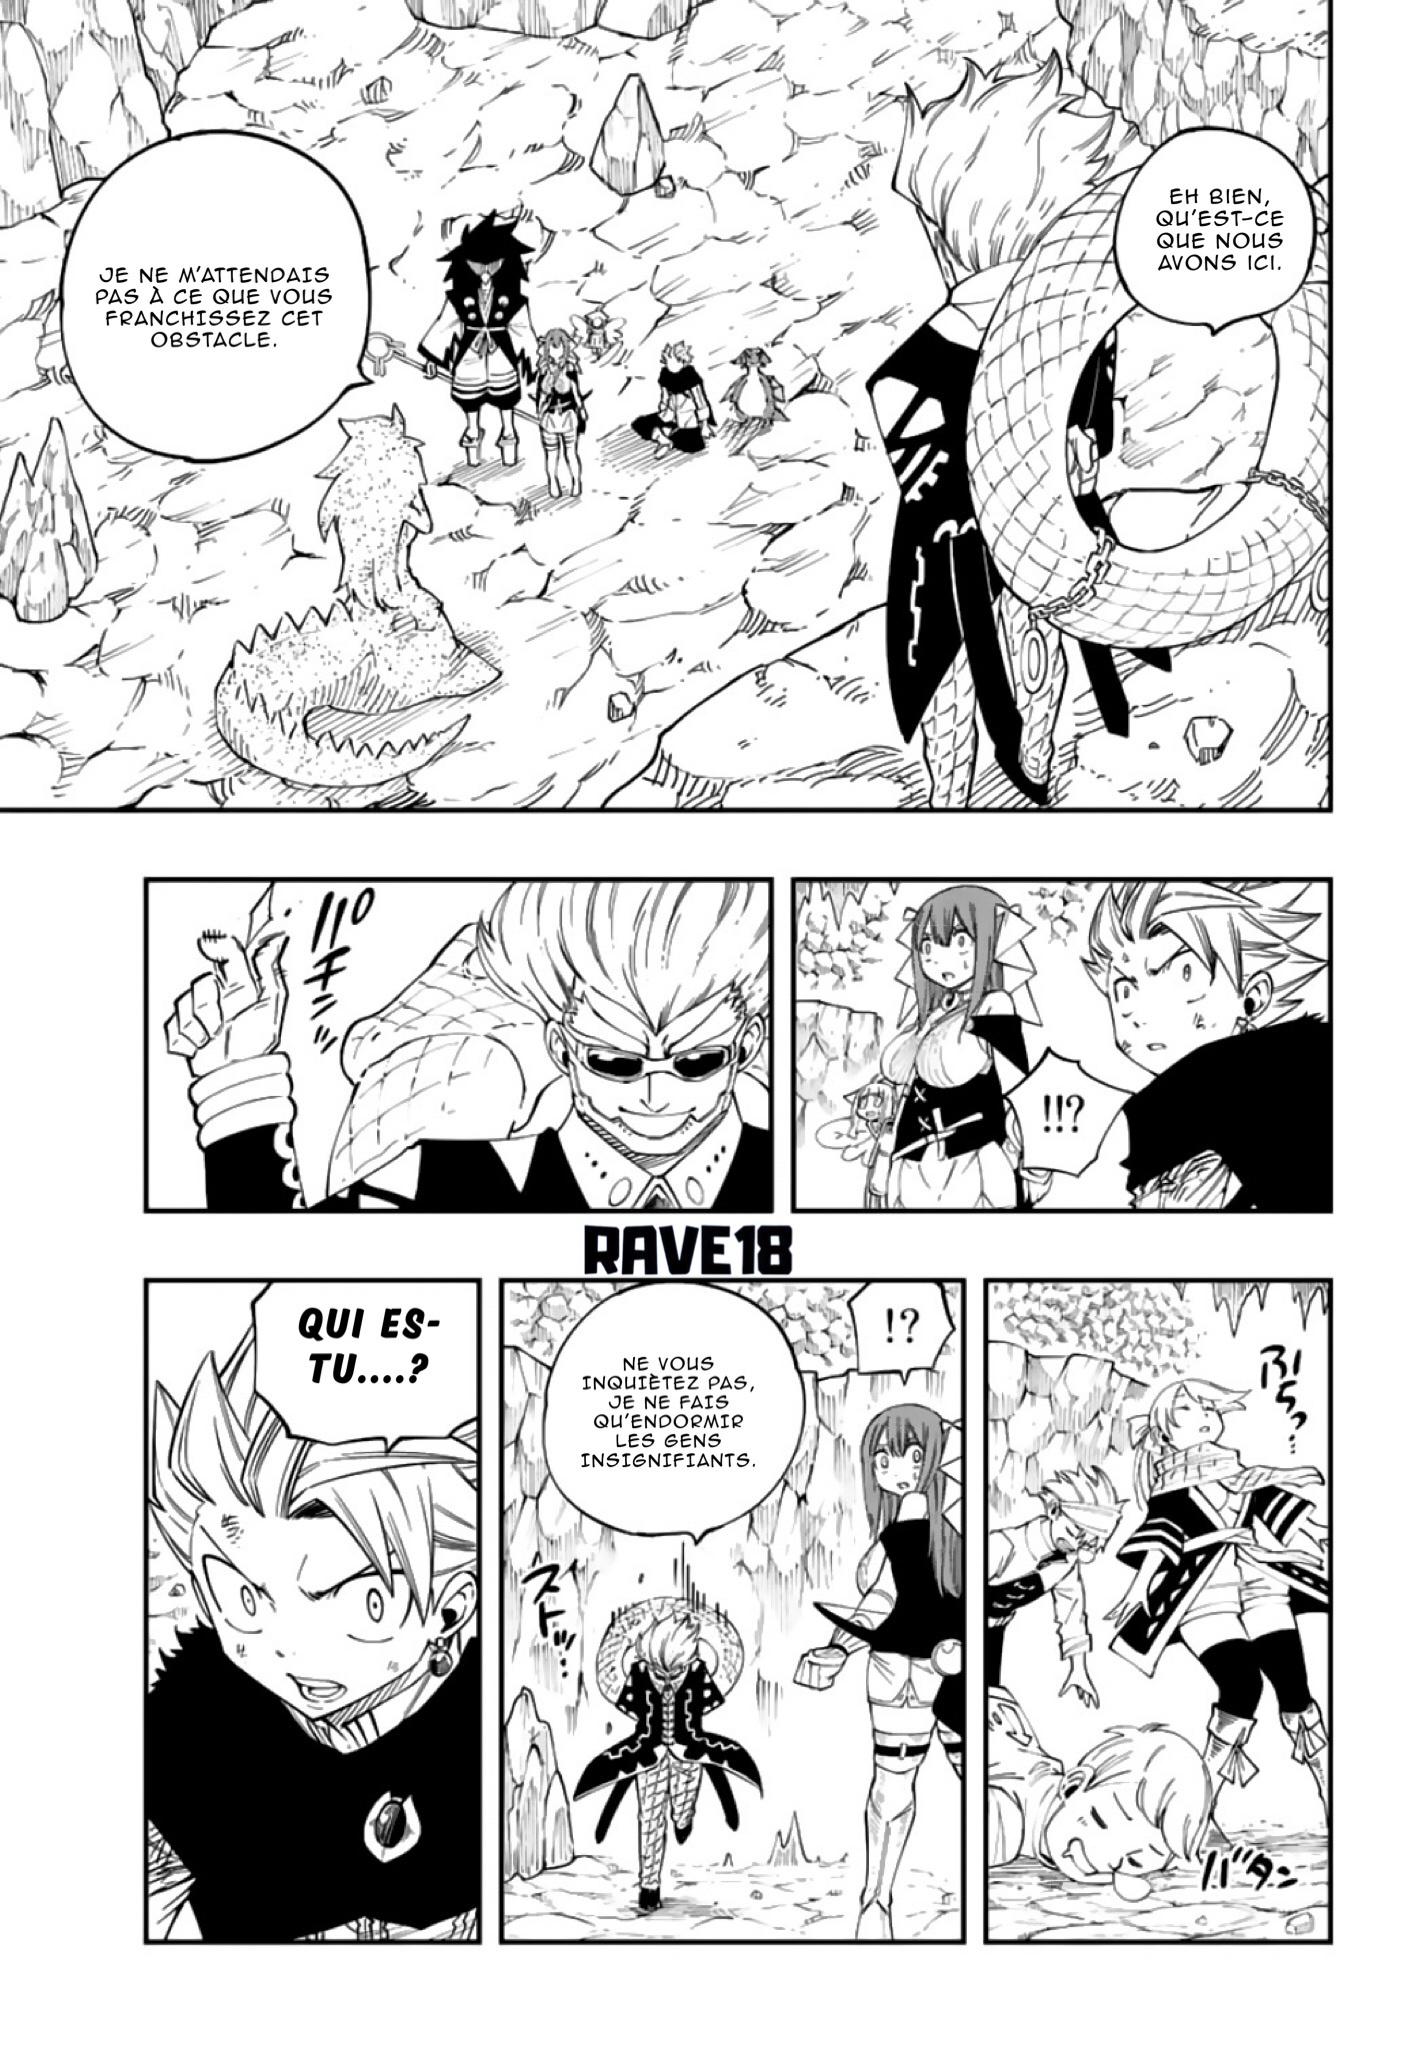 EH BIEN,
QU'EST-CE
QUE NOUS
AVONS ICI.
JE NE M'ATTENDAIS
PAS À CE QUE VOUS
FRANCHISSEZ CET
OBSTACLE.
!!?
パチン
RAVE18
ふらっ…
バタン
!?
NE VOUS
INQUIÈTEZ PAS,
JE NE FAIS
QU'ENDORMIR
LES GENS
INSIGNIFIANTS.
ストッ…
QUI ES-
TU....?